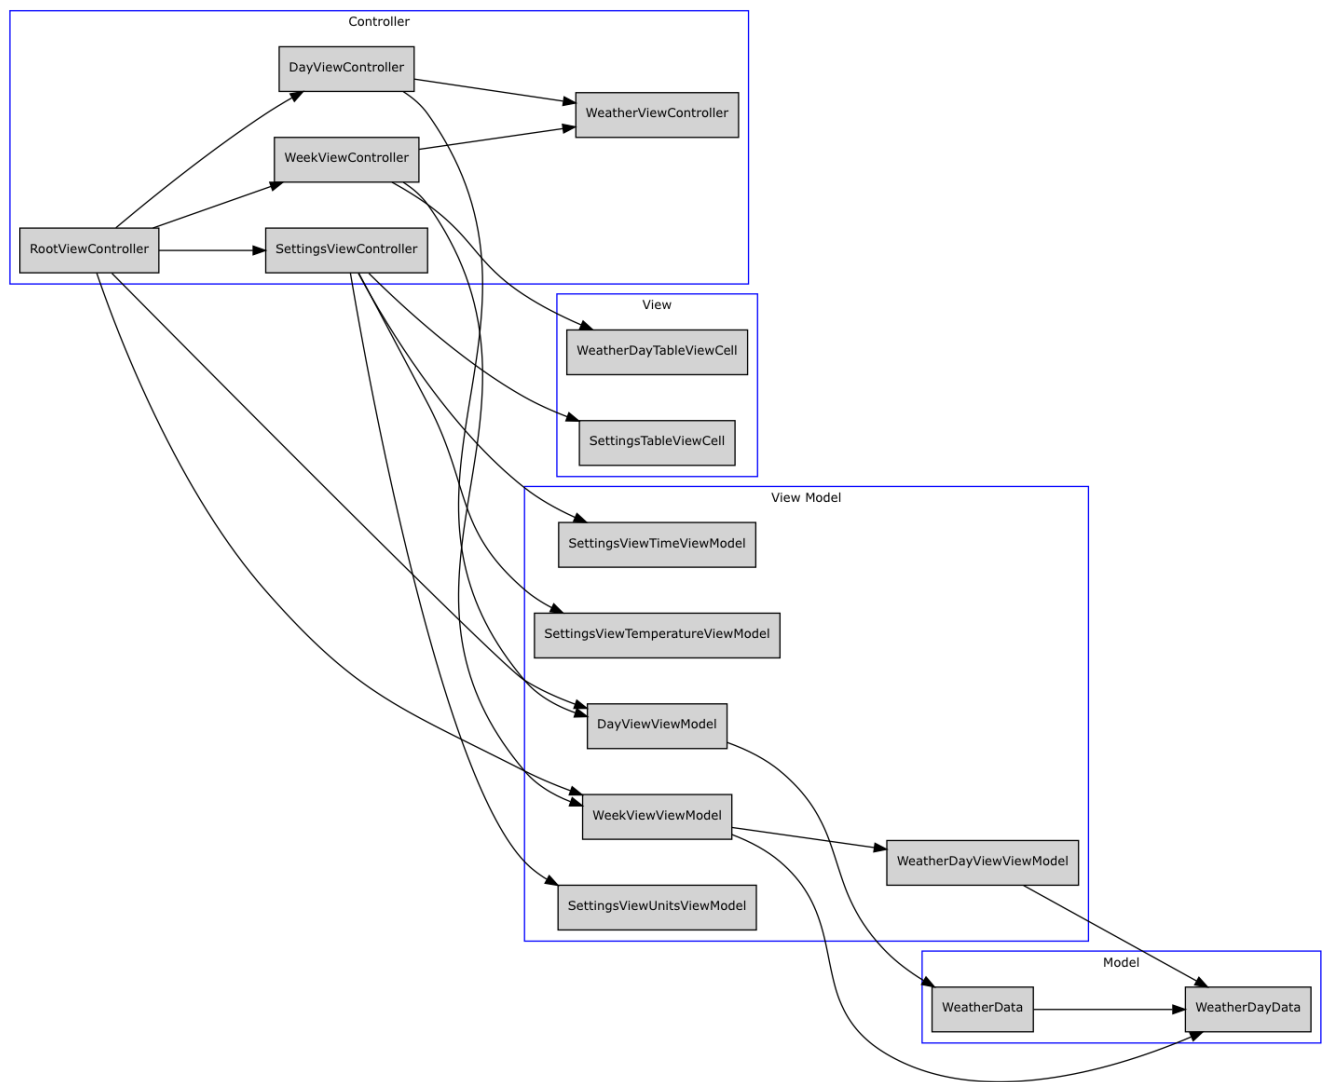 Controller
DayViewController
WeatherViewController
WeekViewController
RootViewController
SettingsViewController
View
WeatherDayTableViewCell
SettingsTableViewCell
View Model
SettingsViewTimeViewModel
SettingsViewTemperatureViewModel
DayViewViewModel
WeekViewViewModel
WeatherDayViewViewModel
SettingsViewUnitsViewModel
Model
WeatherData
WeatherDayData